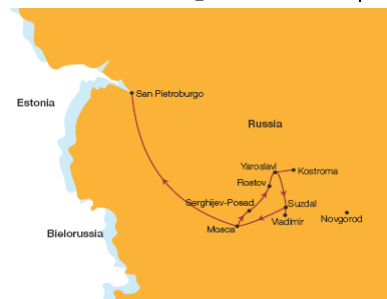 San Pietroburgo
Estonia
Russia
Yaroslavl
Kostroma
Rostov
Serghijev-Posad
Suzdal
Novgorod
Vladimir
Mosca
Bielorussia